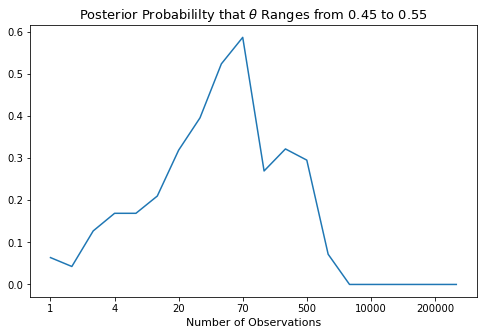 Posterior Probabililty that θ Ranges from 0.45 to 0.55
0.6
0.5
0.4
0.3
0.2
0.1
0.0
1 4 20 70 500 10000 200000
Number of Observations